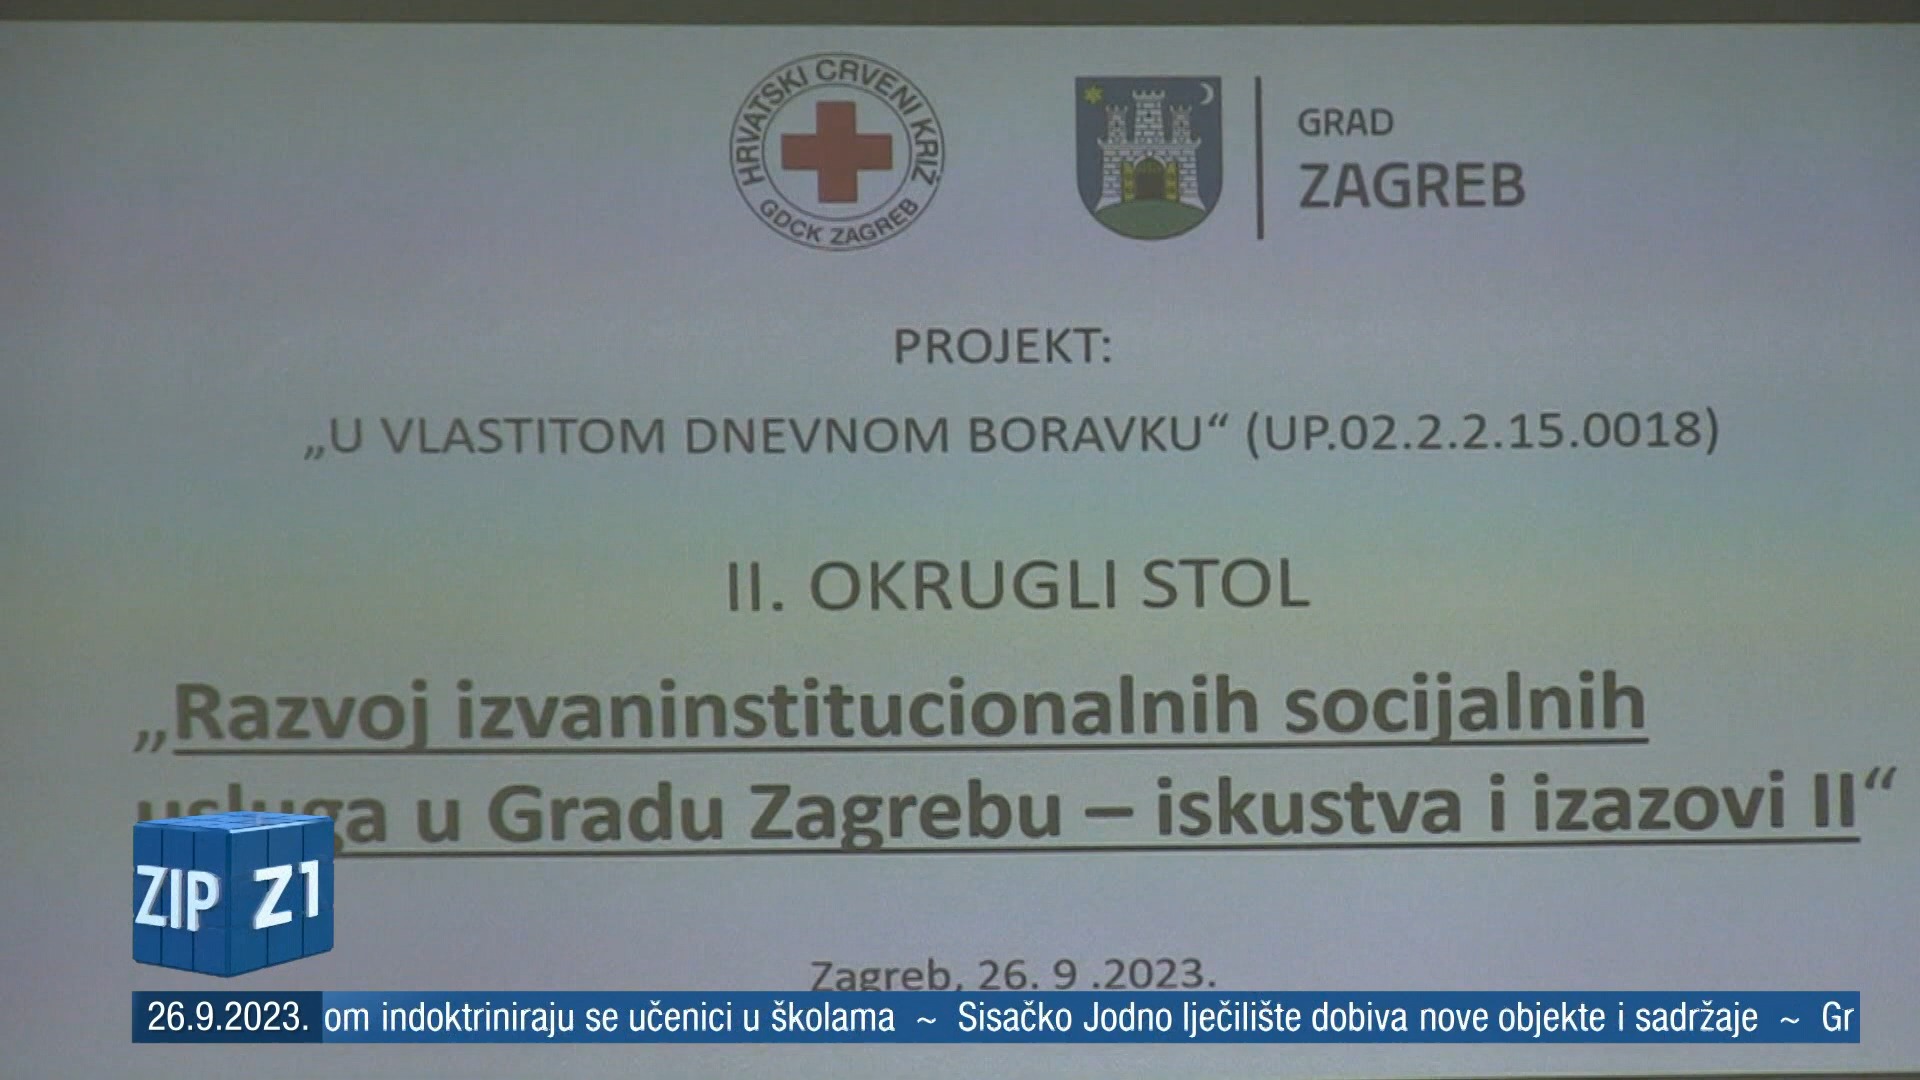 HRVATSKI CRVENI KRIŽ
GDCK ZAGREB
GRAD
ZAGREB
PROJEKT:
„U VLASTITOM DNEVNOM BORAVKU“ (UP.02.2.2.15.0018)
II. OKRUGLI STOL
„Razvoj izvaninstitucionalnih socijalnih
usluga u Gradu Zagrebu – iskustva i izazovi II“
Zagreb, 26. 9 .2023.
ZIP Z1
26.9.2023. om indoktriniraju se učenici u školama ~ Sisačko Jodno lječilište dobiva nove objekte i sadržaje ~ Gr